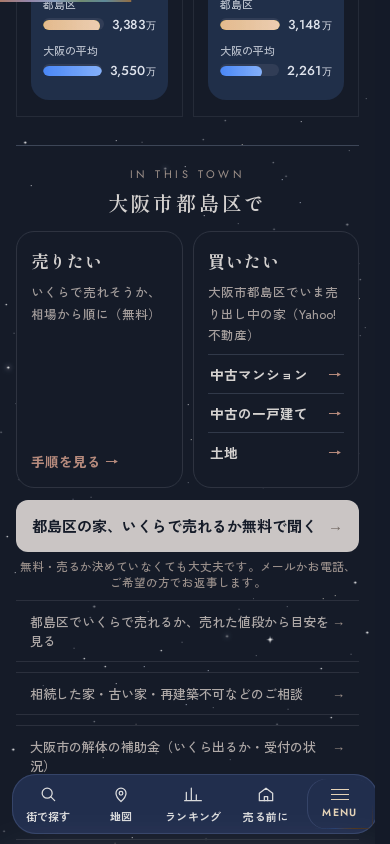 都島区
3,383万
大阪の平均
3,550万
都島区
3,148万
大阪の平均
2,261万
IN THIS TOWN
大阪市都島区で
売りたい
いくらで売れそうか、
相場から順に（無料）
手順を見る →
買いたい
大阪市都島区でいま売
り出し中の家（Yahoo!
不動産）
中古マンション →
中古の一戸建て →
土地 →
都島区の家、いくらで売れるか無料で聞く →
無料・売るか決めていなくても大丈夫です。メールかお電話、
ご希望の方でお返事します。
都島区でいくらで売れるか、売れた値段から目安を →
見る
相続した家・古い家・再建築不可などのご相談 →
大阪市の解体の補助金（いくら出るか・受付の状 →
況）
街で探す
地図
ランキング
売る前に
MENU